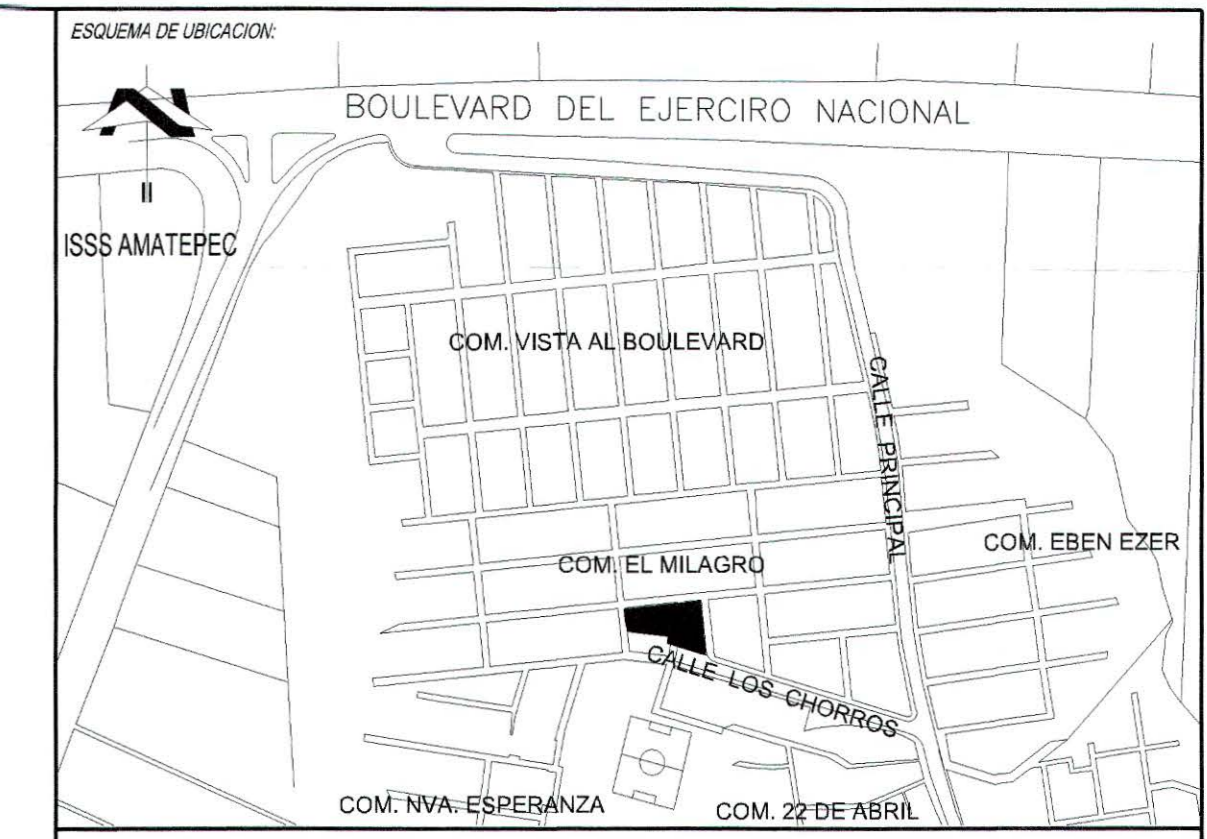 ESQUEMA DE UBICACION:
BOULEVARD DEL EJERCIRO NACIONAL
ISSS AMATEPEC
COM. VISTA AL BOULEVARD
CALLE PRINCIPAL
COM. EBEN EZER
COM. EL MILAGRO
CALLE LOS CHORROS
COM. NVA. ESPERANZA
COM. 22 DE ABRIL